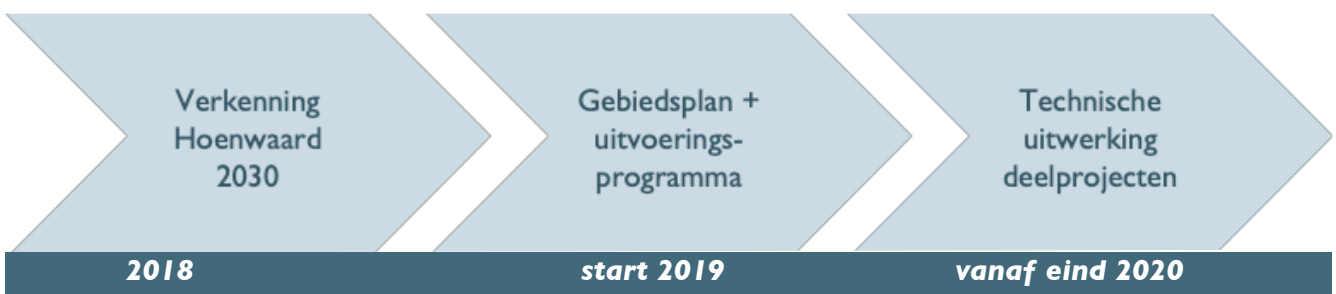 Verkenning
Hoenwaard
2030
Gebiedsplan +
uitvoerings-
programma
Technische
uitwerking
deelprojecten
2018
start 2019
vanaf eind 2020